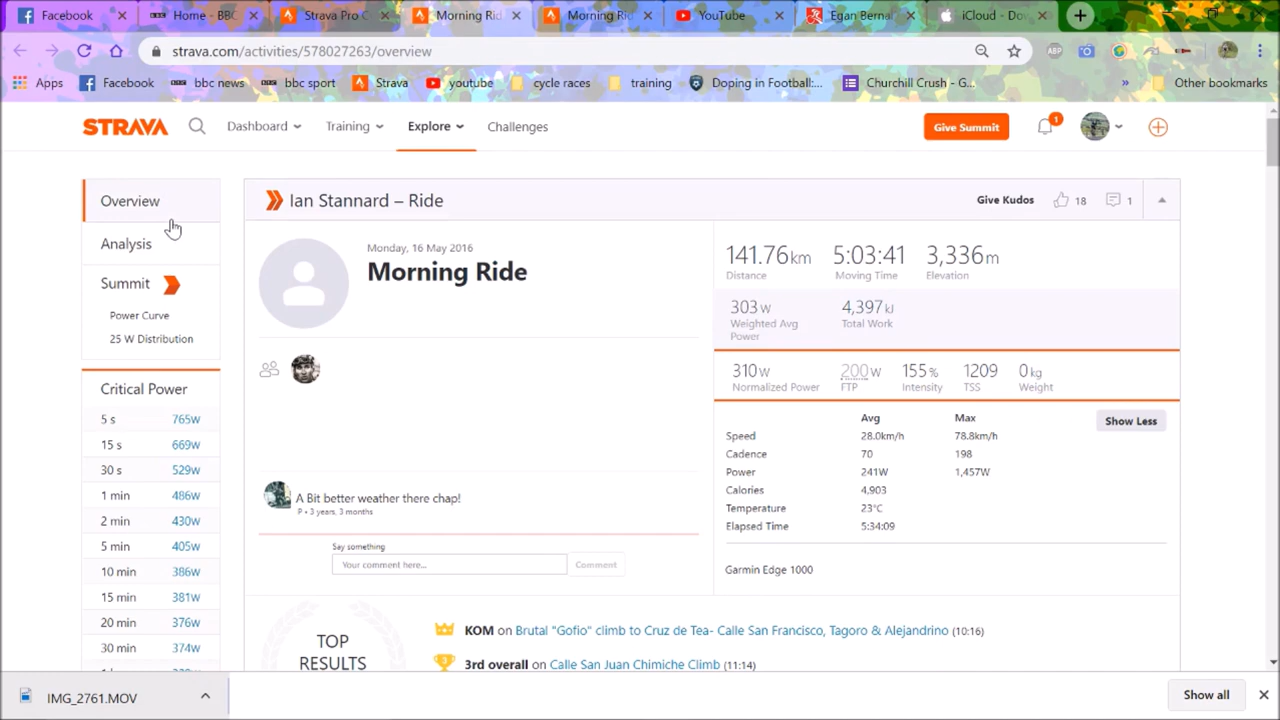 Facebook
Home - BBC
Strava Pro C
Morning Rid
Morning Rid
YouTube
Egan Bernal
iCloud - Dow
strava.com/activities/578027263/overview
ABP
Apps
Facebook
bbc news
bbc sport
Strava
youtube
cycle races
training
Doping in Football:...
Churchill Crush - G...
»
Other bookmarks
STRAVA
Dashboard
Training
Explore
Challenges
Give Summit
1
Overview
Analysis
Summit
Power Curve
25 W Distribution
Critical Power
5 s 765W
15 s 669W
30 s 529W
1 min 486W
2 min 430W
5 min 405W
10 min 386W
15 min 381W
20 min 376W
30 min 374W
Ian Stannard – Ride
Give Kudos 18 1
Monday, 16 May 2016
Morning Ride
A Bit better weather there chap!
P • 3 years, 3 months
Say something
Your comment here...
Comment
141.76km 5:03:41 3,336m
Distance Moving Time Elevation
303W 4,397kJ
Weighted Avg Power Total Work
310W 200W 155% 1209 0kg
Normalized Power FTP Intensity TSS Weight
Avg Max
Show Less
Speed 28.0km/h 78.8km/h
Cadence 70 198
Power 241W 1,457W
Calories 4,903
Temperature 23°C
Elapsed Time 5:34:09
Garmin Edge 1000
TOP
RESULTS
KOM on Brutal "Gofio" climb to Cruz de Tea- Calle San Francisco, Tagoro & Alejandrino (10:16)
3 3rd overall on Calle San Juan Chimiche Climb (11:14)
IMG_2761.MOV
Show all